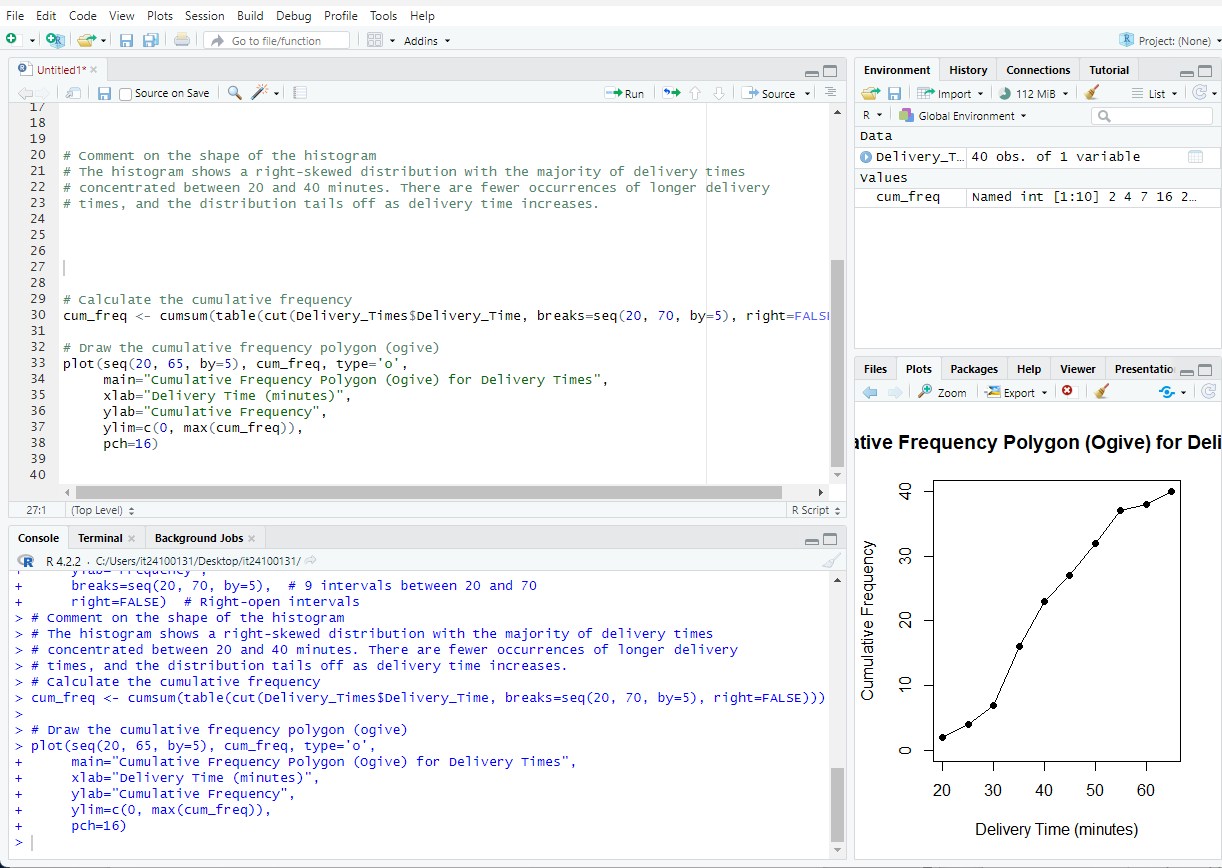 File Edit Code View Plots Session Build Debug Profile Tools Help
Go to file/function Addins Project: (None)
Untitled1*
Source on Save Run Source
17
18
19
20 # Comment on the shape of the histogram
21 # The histogram shows a right-skewed distribution with the majority of delivery times
22 # concentrated between 20 and 40 minutes. There are fewer occurrences of longer delivery
23 # times, and the distribution tails off as delivery time increases.
24
25
26
27
28
29 # Calculate the cumulative frequency
30 cum_freq <- cumsum(table(cut(Delivery_Times$Delivery_Time, breaks=seq(20, 70, by=5), right=FALS
31
32 # Draw the cumulative frequency polygon (ogive)
33 plot(seq(20, 65, by=5), cum_freq, type='o',
34 main="Cumulative Frequency Polygon (Ogive) for Delivery Times",
35 xlab="Delivery Time (minutes)",
36 ylab="Cumulative Frequency",
37 ylim=c(0, max(cum_freq)),
38 pch=16)
39
40
27:1 (Top Level) R Script
Console Terminal Background Jobs
R 4.2.2 · C:/Users/it24100131/Desktop/it24100131/
+ ylab="Frequency",
+ breaks=seq(20, 70, by=5), # 9 intervals between 20 and 70
+ right=FALSE) # Right-open intervals
> # Comment on the shape of the histogram
> # The histogram shows a right-skewed distribution with the majority of delivery times
> # concentrated between 20 and 40 minutes. There are fewer occurrences of longer delivery
> # times, and the distribution tails off as delivery time increases.
> # Calculate the cumulative frequency
> cum_freq <- cumsum(table(cut(Delivery_Times$Delivery_Time, breaks=seq(20, 70, by=5), right=FALSE)))
>
> # Draw the cumulative frequency polygon (ogive)
> plot(seq(20, 65, by=5), cum_freq, type='o',
+ main="Cumulative Frequency Polygon (Ogive) for Delivery Times",
+ xlab="Delivery Time (minutes)",
+ ylab="Cumulative Frequency",
+ ylim=c(0, max(cum_freq)),
+ pch=16)
>
Environment History Connections Tutorial
Import 112 MiB List
R Global Environment
Data
Delivery_T… 40 obs. of 1 variable
Values
cum_freq Named int [1:10] 2 4 7 16 2…
Files Plots Packages Help Viewer Presentatio
Zoom Export
ative Frequency Polygon (Ogive) for Deli
Cumulative Frequency
40
30
20
10
0
20 30 40 50 60
Delivery Time (minutes)